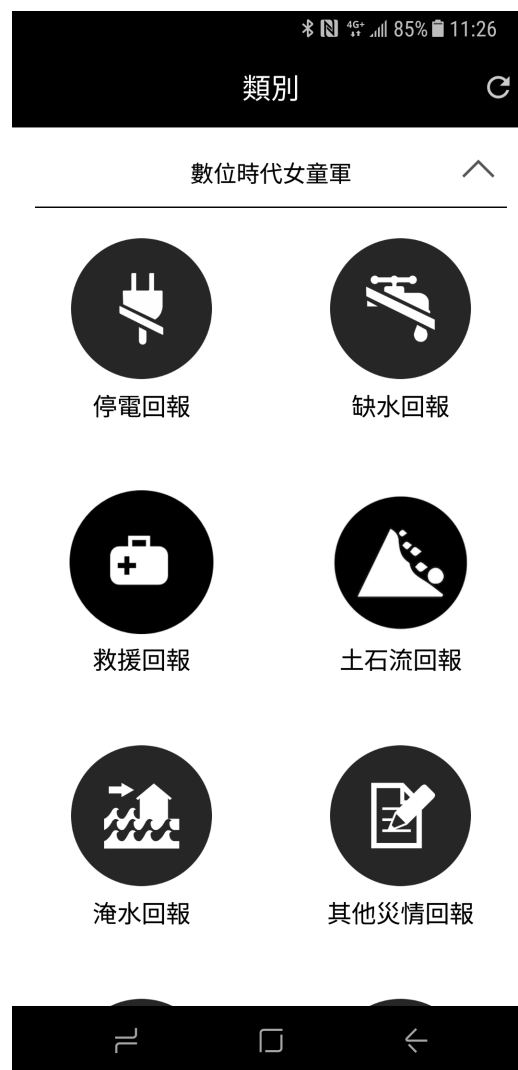 4G+ 85% 11:26
類別
數位時代女童軍
停電回報 缺水回報
救援回報 土石流回報
淹水回報 其他災情回報